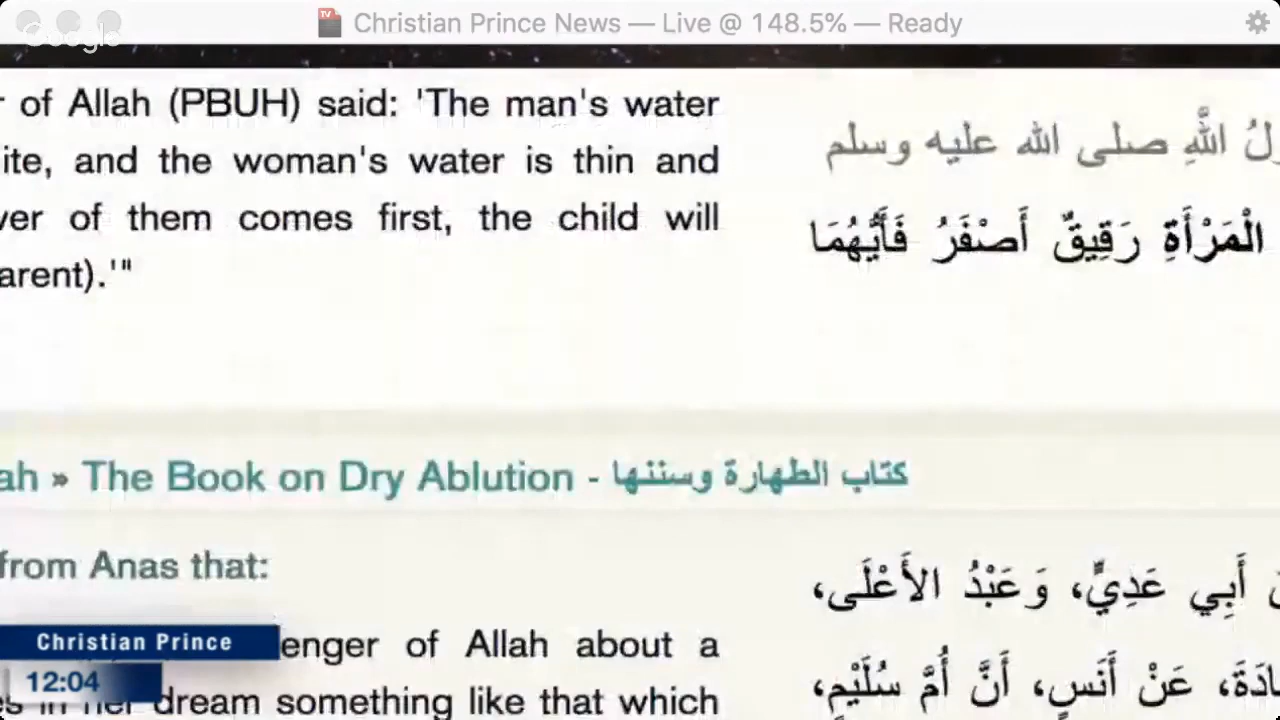 Christian Prince News — Live @ 148.5% — Ready
Google
of Allah (PBUH) said: 'The man's water
ite, and the woman's water is thin and
ver of them comes first, the child will
arent).'"
ولُ اللَّهِ صلى الله عليه وسلم
الْمَرْأَةِ رَقِيقٌ أَصْفَرُ فَأَيُّهُمَا
ah » The Book on Dry Ablution - كتاب الطهارة وسننها
from Anas that:
enger of Allah about a
dream something like that which
أَبِي عَدِيٍّ، وَعَبْدُ الأَعْلَى،
ادَةَ، عَنْ أَنَسٍ، أَنَّ أُمَّ سُلَيْمٍ،
Christian Prince
12:04